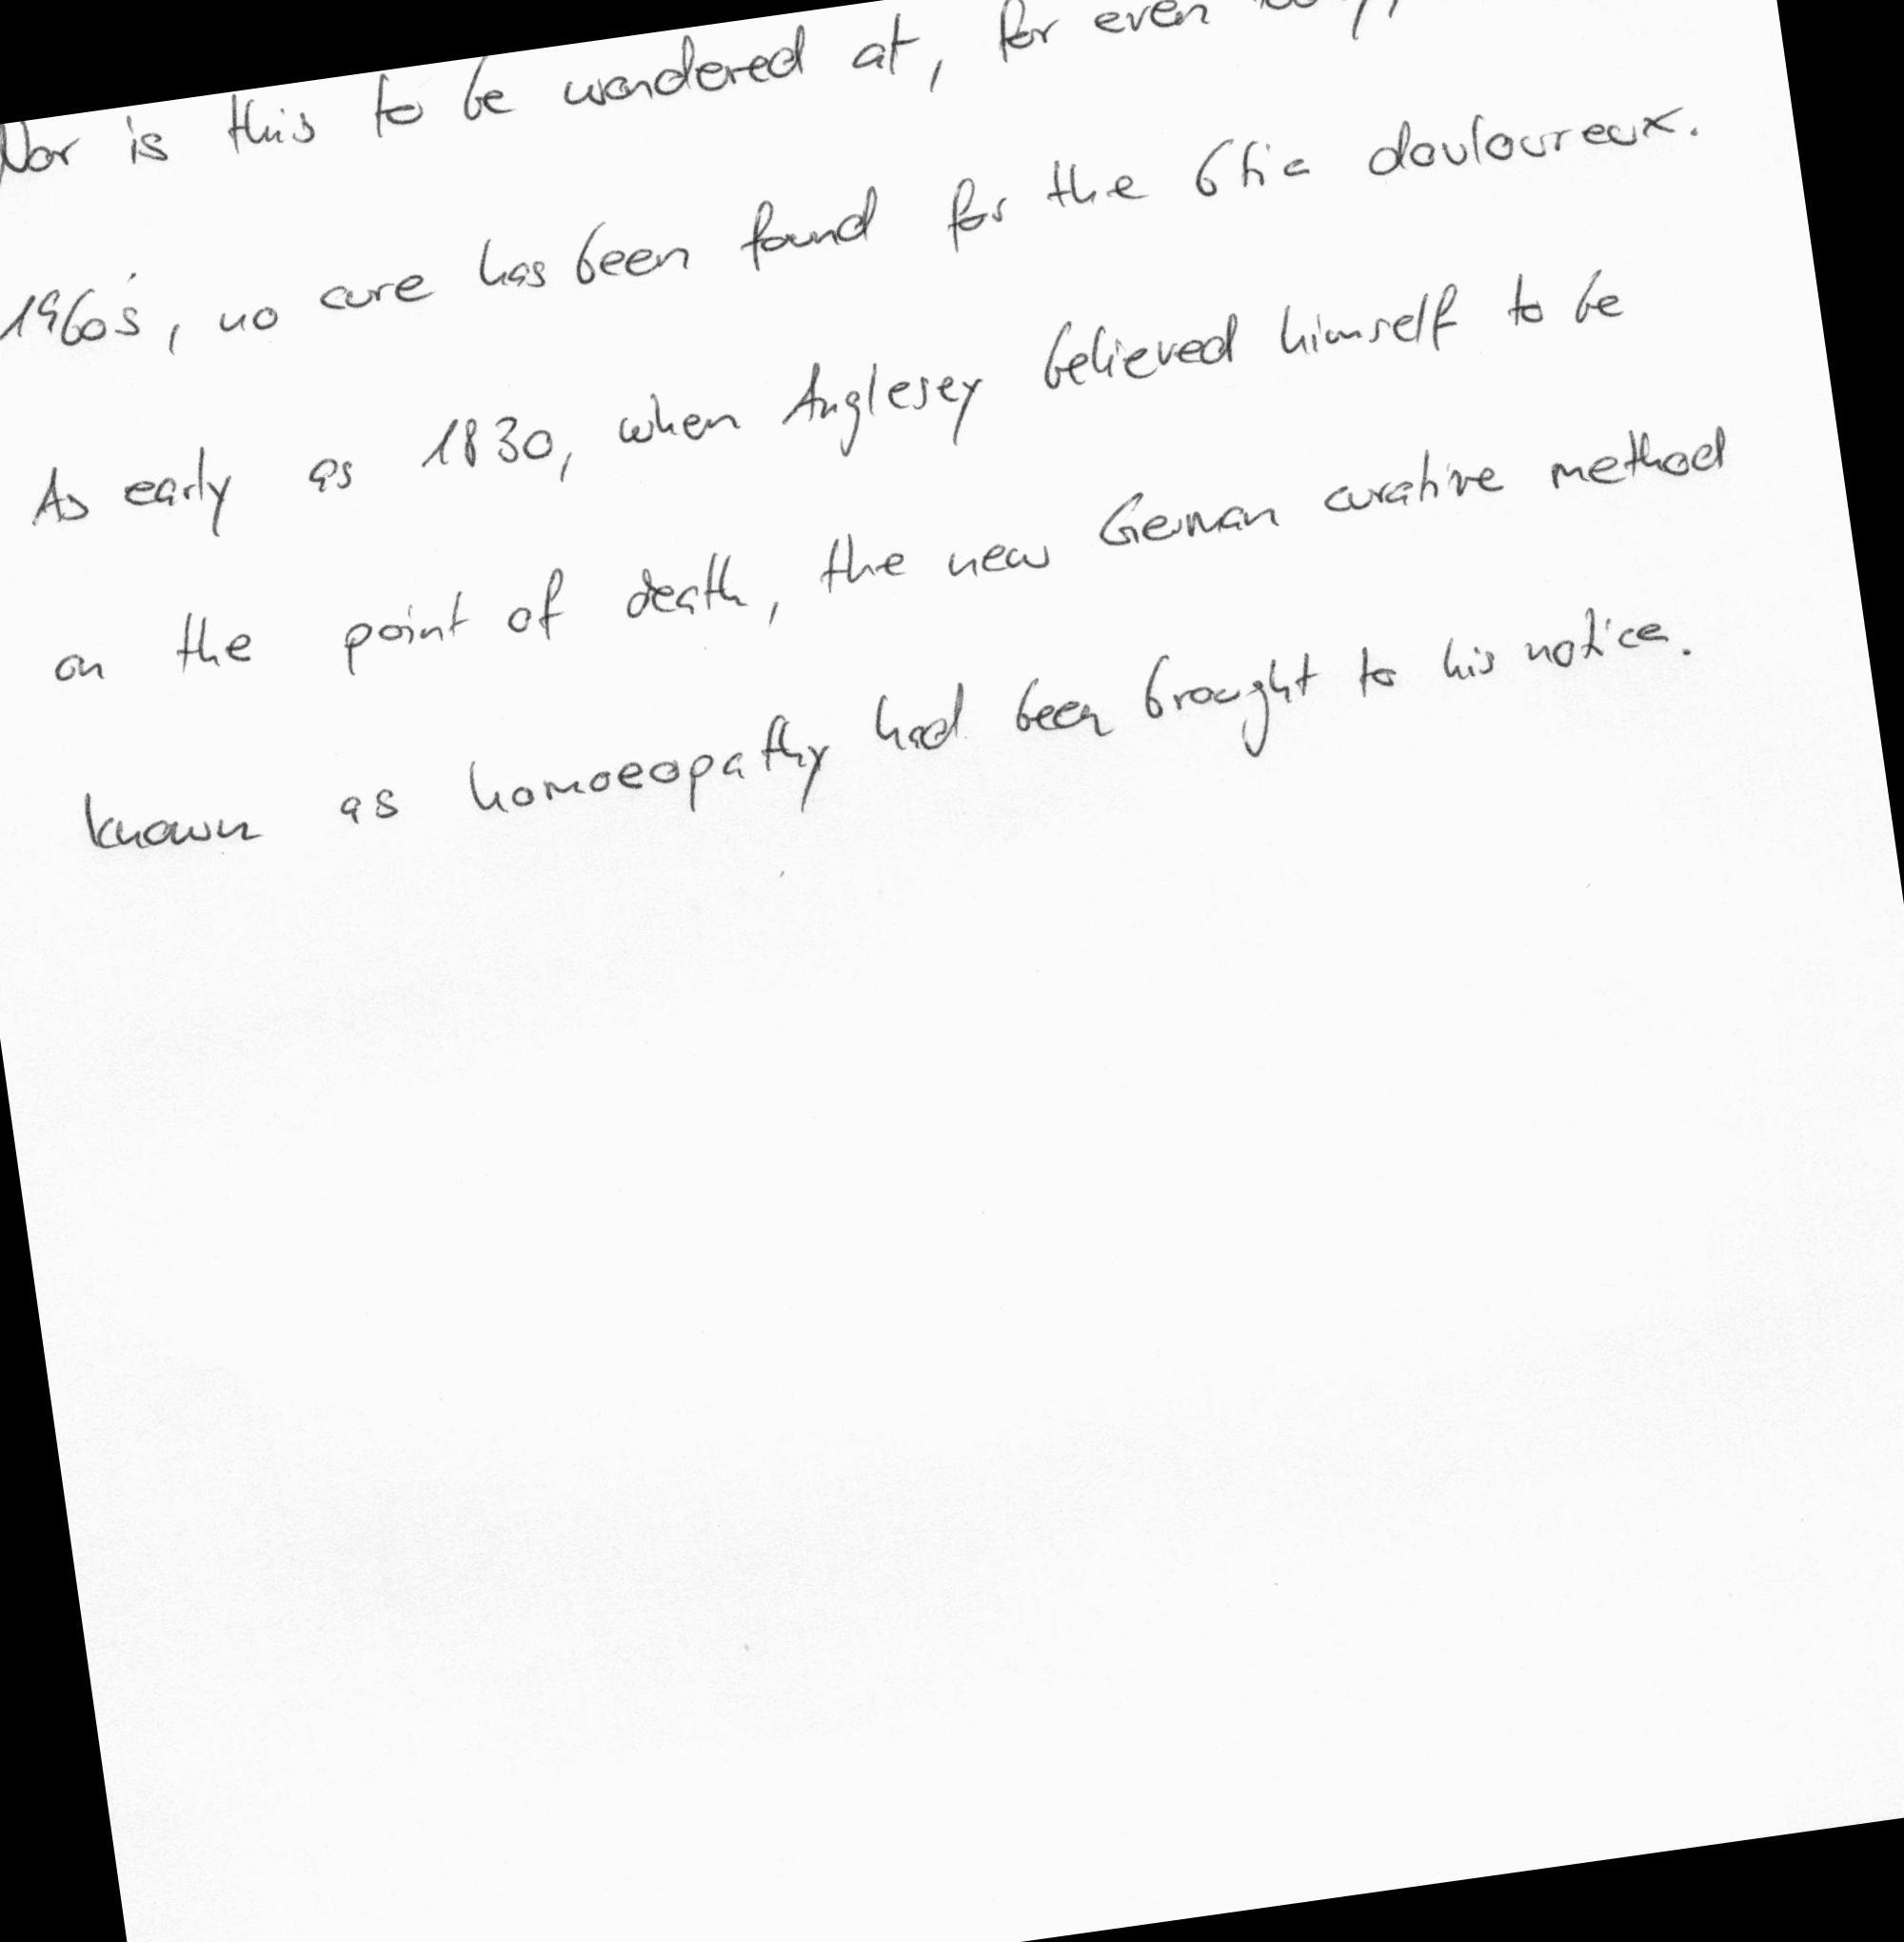 Nor is this to be wondered at, for even
1960's, no cure has been found for the 6tic douloureux.
As early as 1830, when Anglesey believed himself to be
on the point of death, the new German curative method
known as homoeopathy had been brought to his notice.